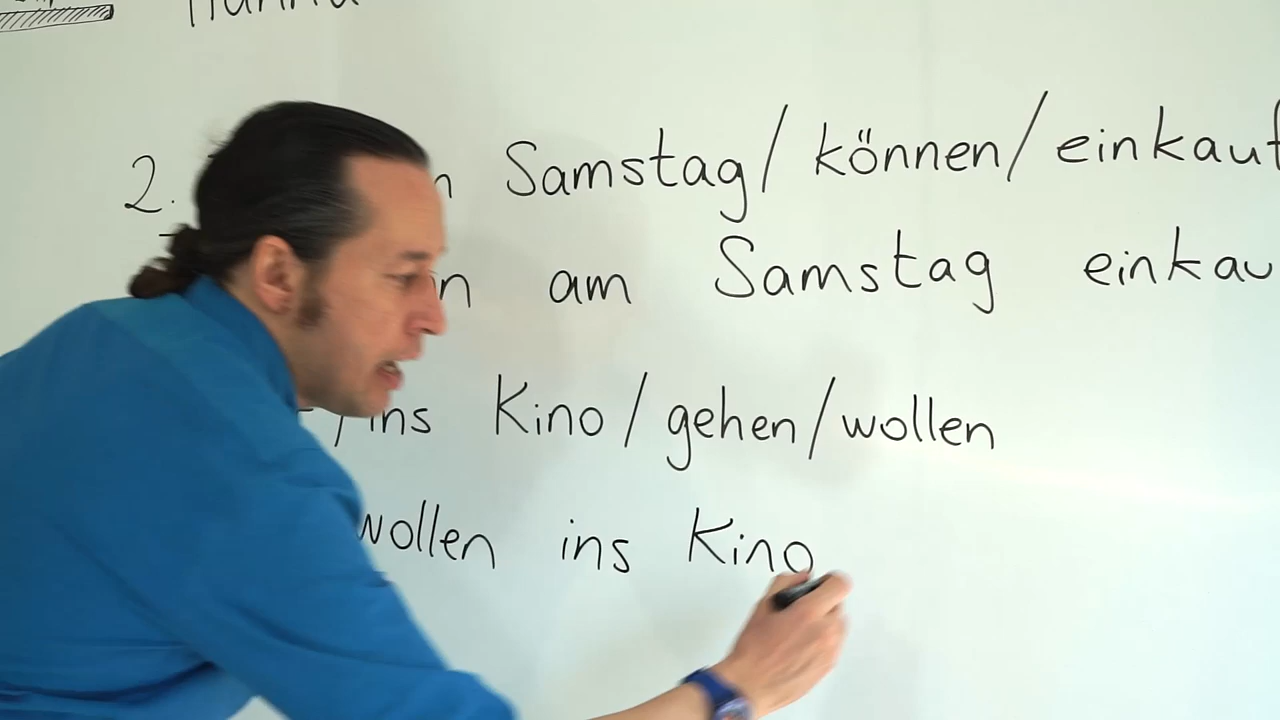 2. Samstag / können / einkauf
am Samstag einkau
/ ins Kino / gehen / wollen
wollen ins Kino